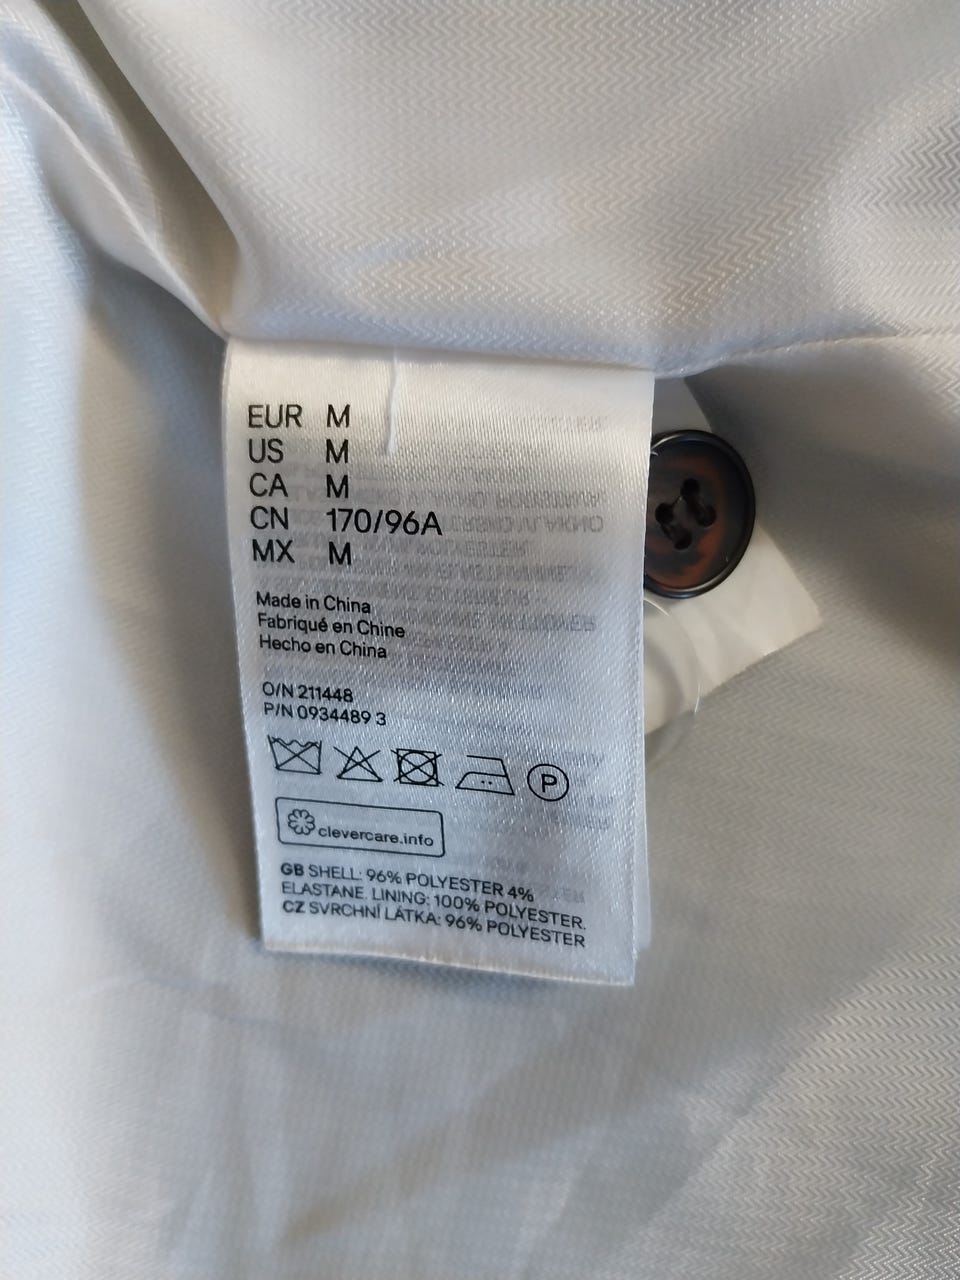 EUR M
US M
CA M
CN 170/96A
MX M
Made in China
Fabriqué en Chine
Hecho en China
O/N 211448
P/N 0934489 3
P
clevercare.info
GB SHELL: 96% POLYESTER 4%
ELASTANE. LINING: 100% POLYESTER.
CZ SVRCHNÍ LÁTKA: 96% POLYESTER